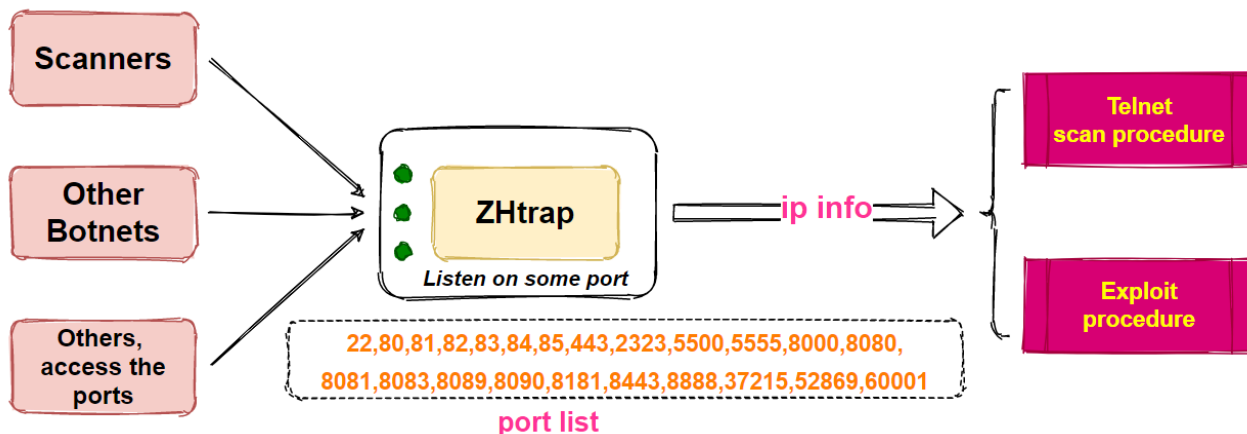 Scanners
Other
Botnets
Others,
access the
ports
ZHtrap
Listen on some port
22,80,81,82,83,84,85,443,2323,5500,5555,8000,8080,
8081,8083,8089,8090,8181,8443,8888,37215,52869,60001
port list
ip info
Telnet
scan procedure
Exploit
procedure